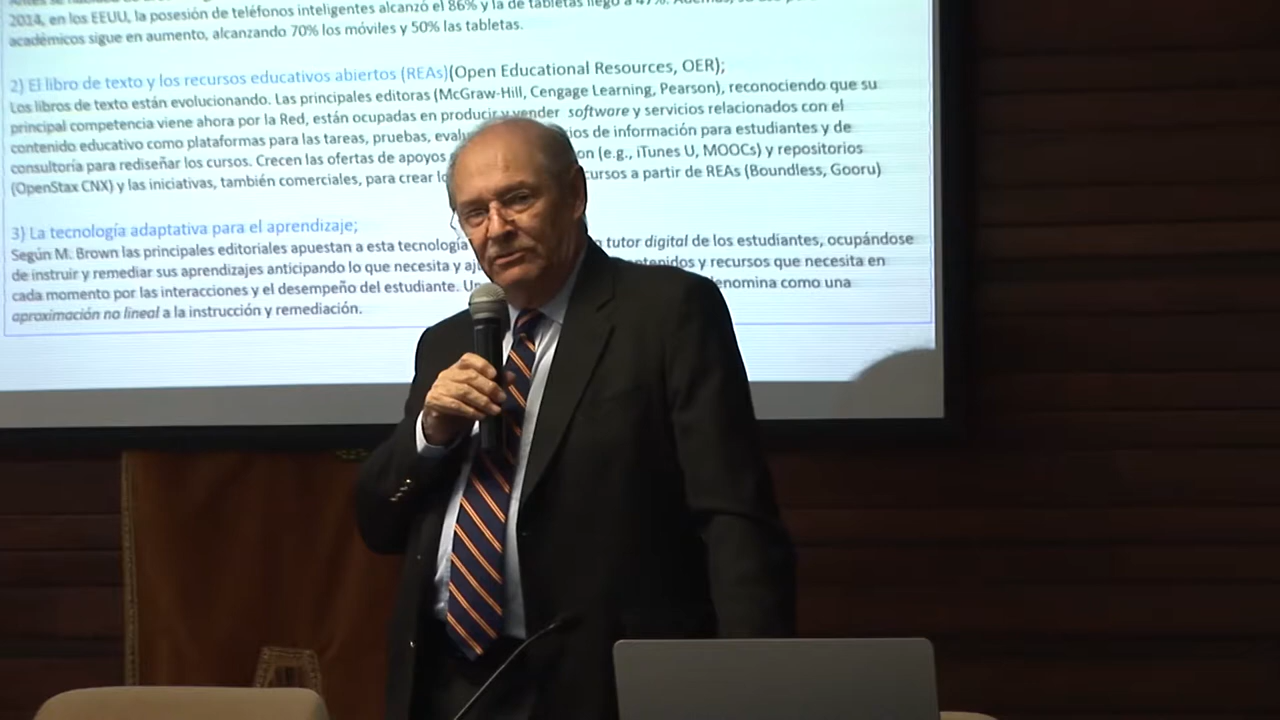 2014, en los EEUU, la posesión de teléfonos inteligentes alcanzó el 86% y la de tabletas llegó a 47%. Además, su uso
académicos sigue en aumento, alcanzando 70% los móviles y 50% las tabletas.
2) El libro de texto y los recursos educativos abiertos (REAs)(Open Educational Resources, OER);
Los libros de texto están evolucionando. Las principales editoras (McGraw-Hill, Cengage Learning, Pearson), reconociendo que su
principal competencia viene ahora por la Red, están ocupadas en producir y vender software y servicios relacionados con el
contenido educativo como plataformas para las tareas, pruebas, de información para estudiantes y de
consultoría para rediseñar los cursos. Crecen las ofertas de apoyos (e.g., iTunes U, MOOCs) y repositorios
(OpenStax CNX) y las iniciativas, también comerciales, para crear a partir de REAs (Boundless, Gooru)
3) La tecnología adaptativa para el aprendizaje;
Según M. Brown las principales editoriales apuestan a esta tecnología tutor digital de los estudiantes, ocupándose
de instruir y remediar sus aprendizajes anticipando lo que necesita y y recursos que necesita en
cada momento por las interacciones y el desempeño del estudiante. como una
aproximación no lineal a la instrucción y remediación.